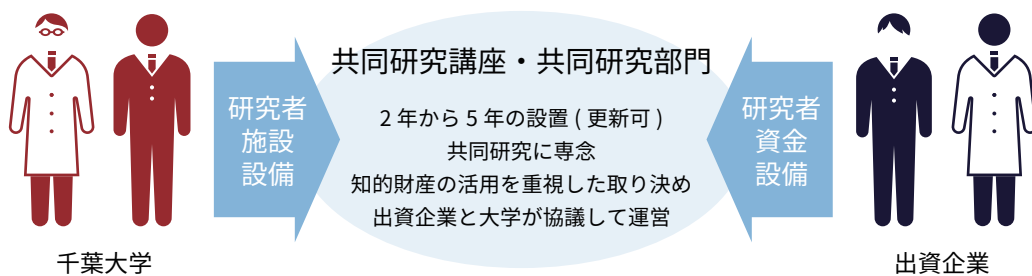 共同研究講座・共同研究部門
研究者
施設
設備
2 年から 5 年の設置 ( 更新可 )
共同研究に専念
知的財産の活用を重視した取り決め
出資企業と大学が協議して運営
研究者
資金
設備
千葉大学
出資企業